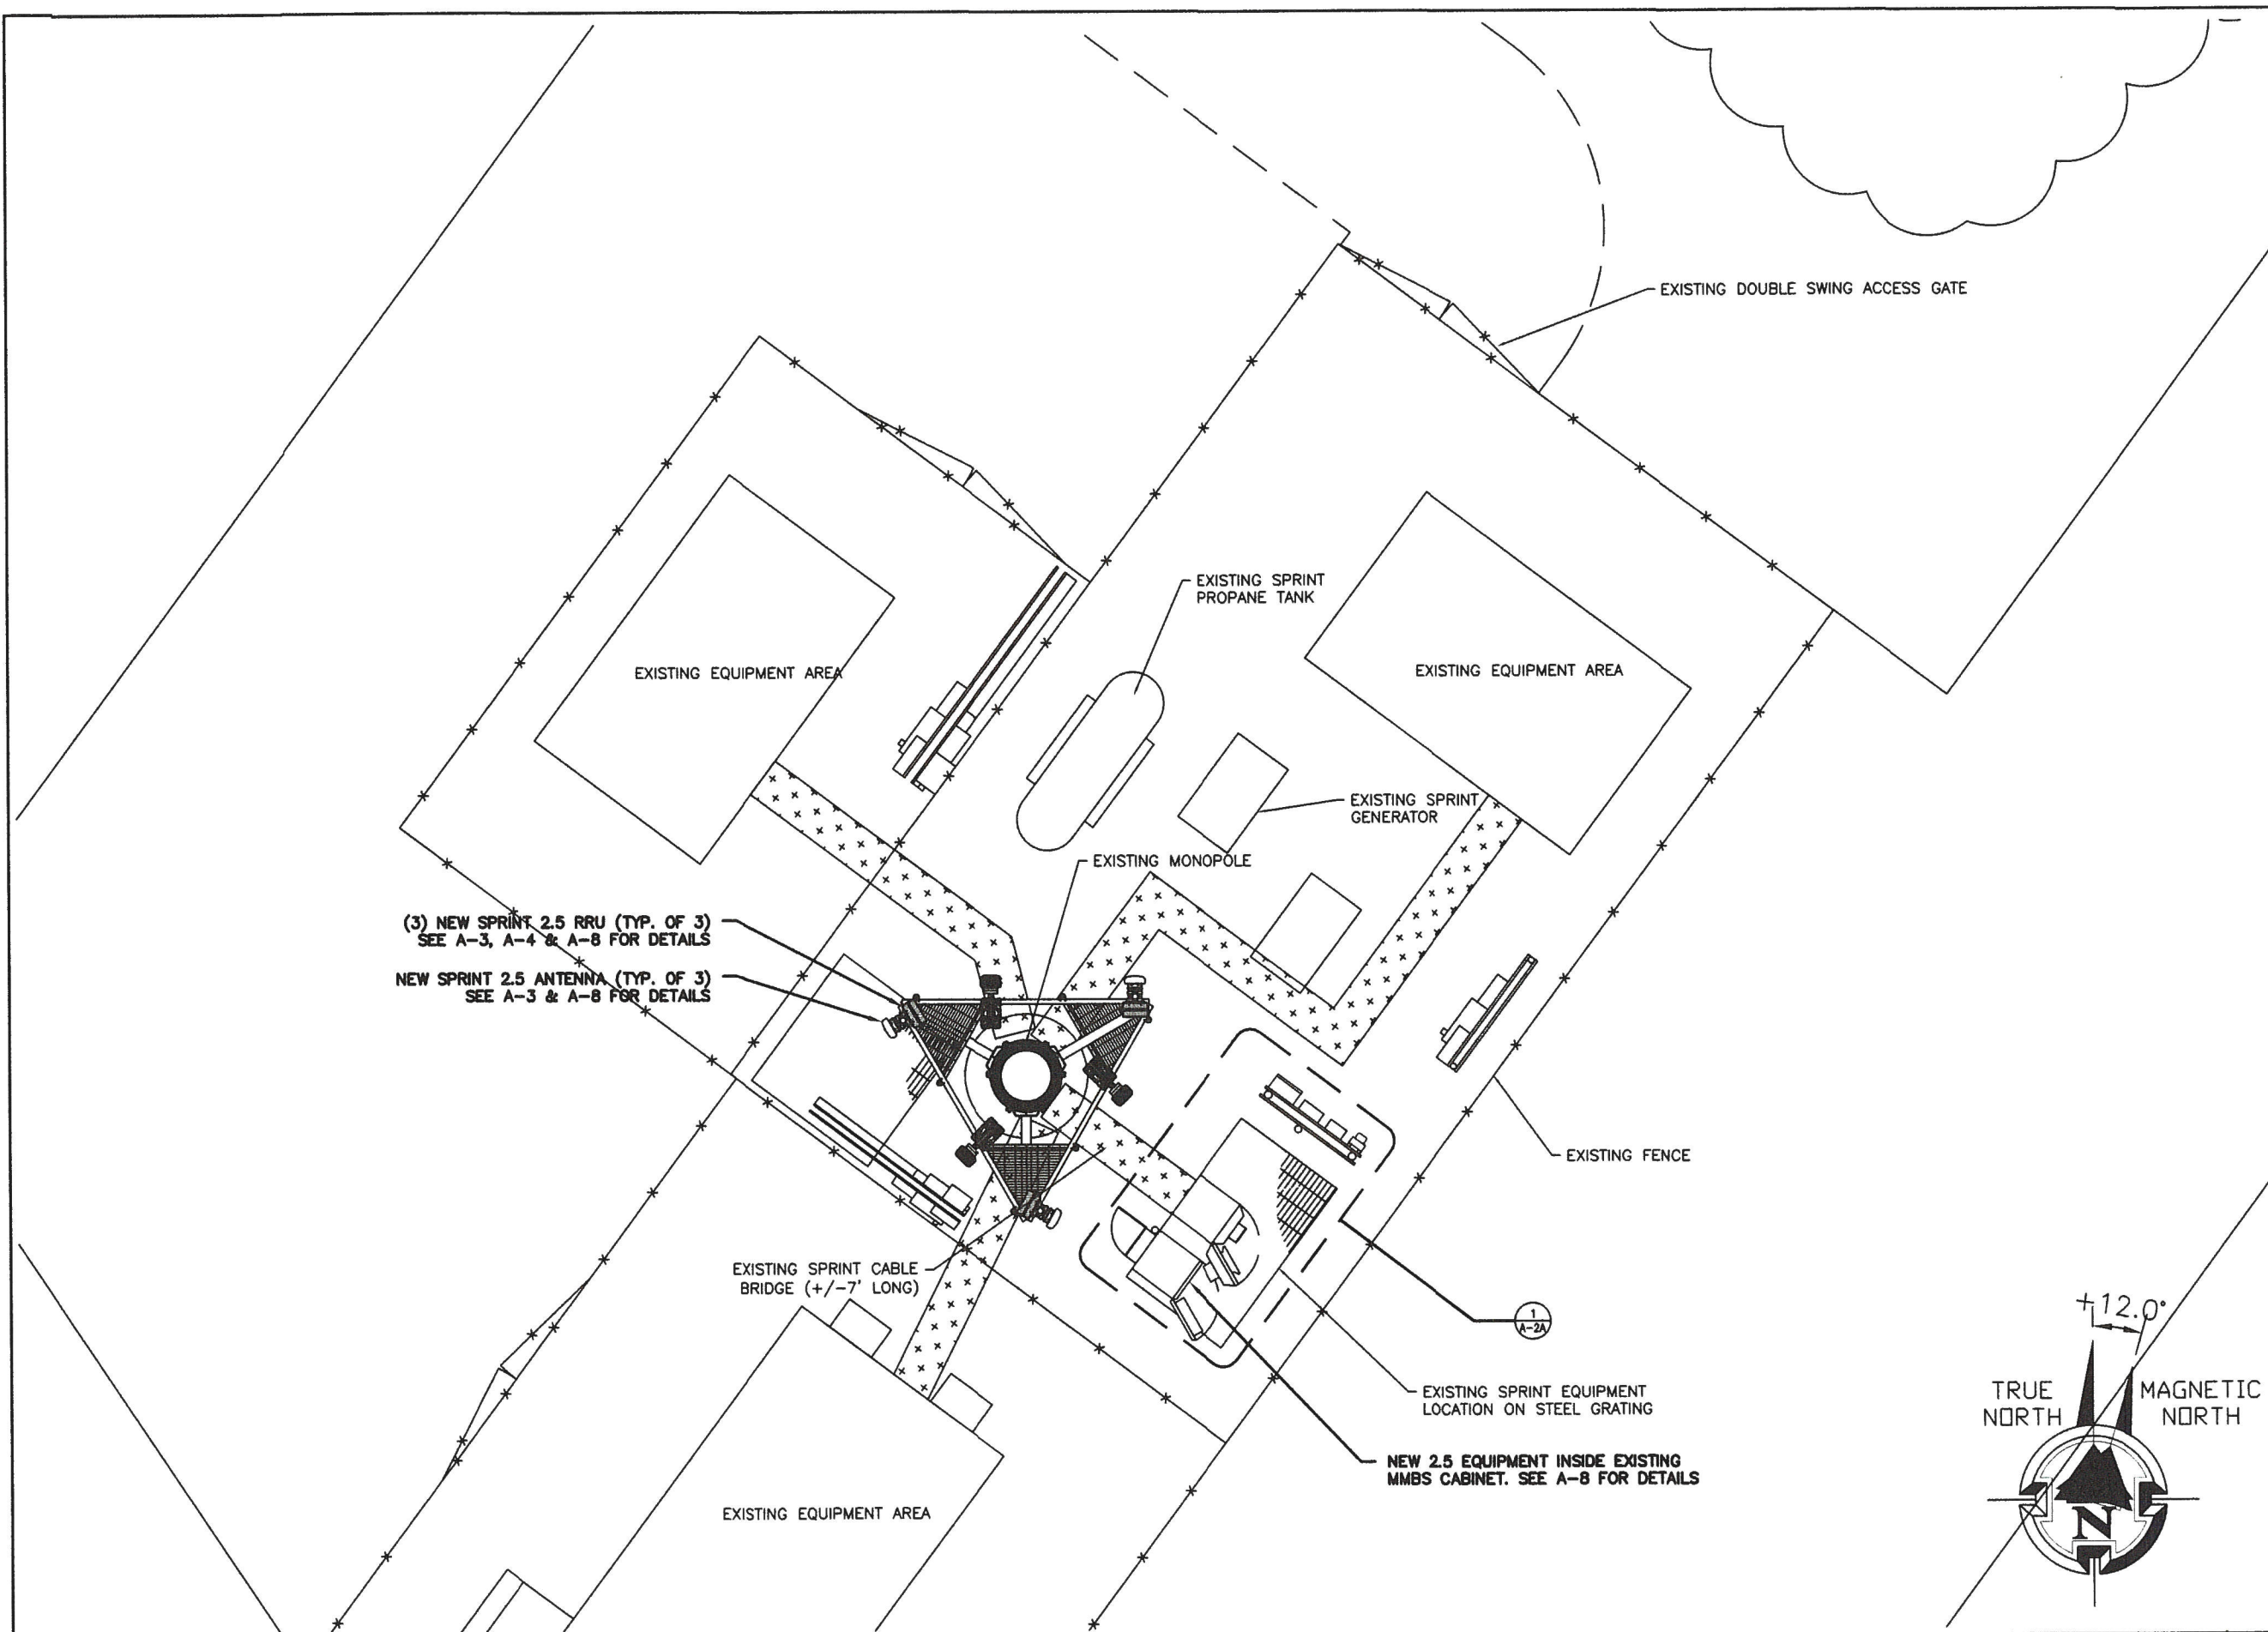 EXISTING DOUBLE SWING ACCESS GATE
EXISTING SPRINT
PROPANE TANK
EXISTING EQUIPMENT AREA
EXISTING EQUIPMENT AREA
EXISTING SPRINT
GENERATOR
EXISTING MONOPOLE
(3) NEW SPRINT 2.5 RRU (TYP. OF 3)
SEE A-3, A-4 & A-8 FOR DETAILS
NEW SPRINT 2.5 ANTENNA (TYP. OF 3)
SEE A-3 & A-8 FOR DETAILS
EXISTING FENCE
EXISTING SPRINT CABLE
BRIDGE (+/-7' LONG)
1
A-2A
EXISTING SPRINT EQUIPMENT
LOCATION ON STEEL GRATING
NEW 2.5 EQUIPMENT INSIDE EXISTING
MMBS CABINET. SEE A-8 FOR DETAILS
EXISTING EQUIPMENT AREA
+12.0°
TRUE
NORTH
MAGNETIC
NORTH
N